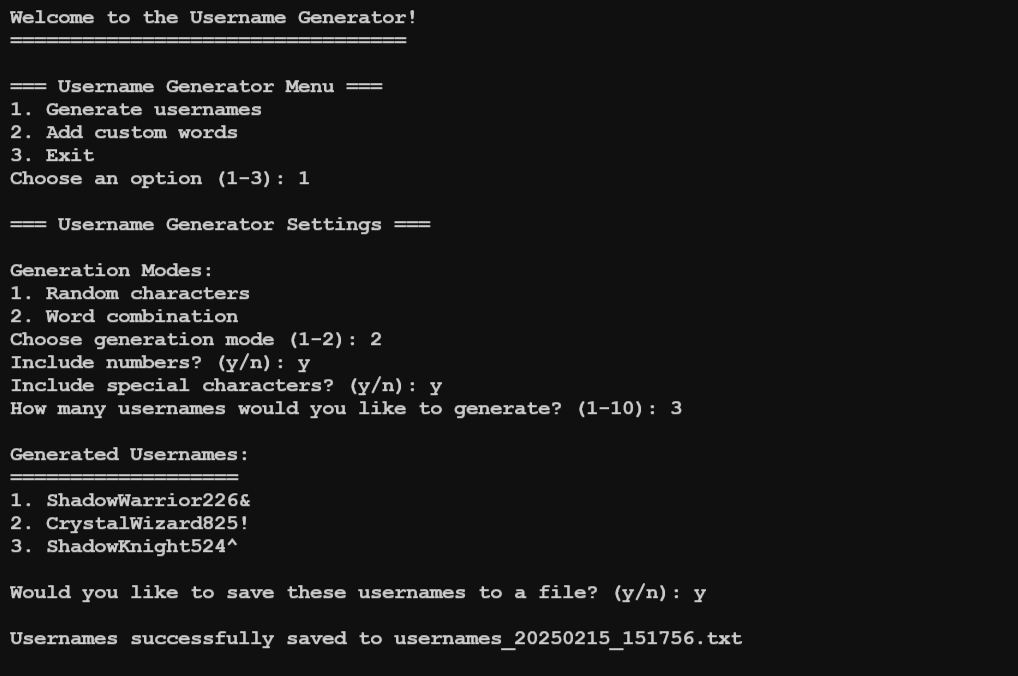 Welcome to the Username Generator!
=================================

=== Username Generator Menu ===
1. Generate usernames
2. Add custom words
3. Exit
Choose an option (1-3): 1

=== Username Generator Settings ===

Generation Modes:
1. Random characters
2. Word combination
Choose generation mode (1-2): 2
Include numbers? (y/n): y
Include special characters? (y/n): y
How many usernames would you like to generate? (1-10): 3

Generated Usernames:
===================
1. ShadowWarrior226&
2. CrystalWizard825!
3. ShadowKnight524^

Would you like to save these usernames to a file? (y/n): y

Usernames successfully saved to usernames_20250215_151756.txt